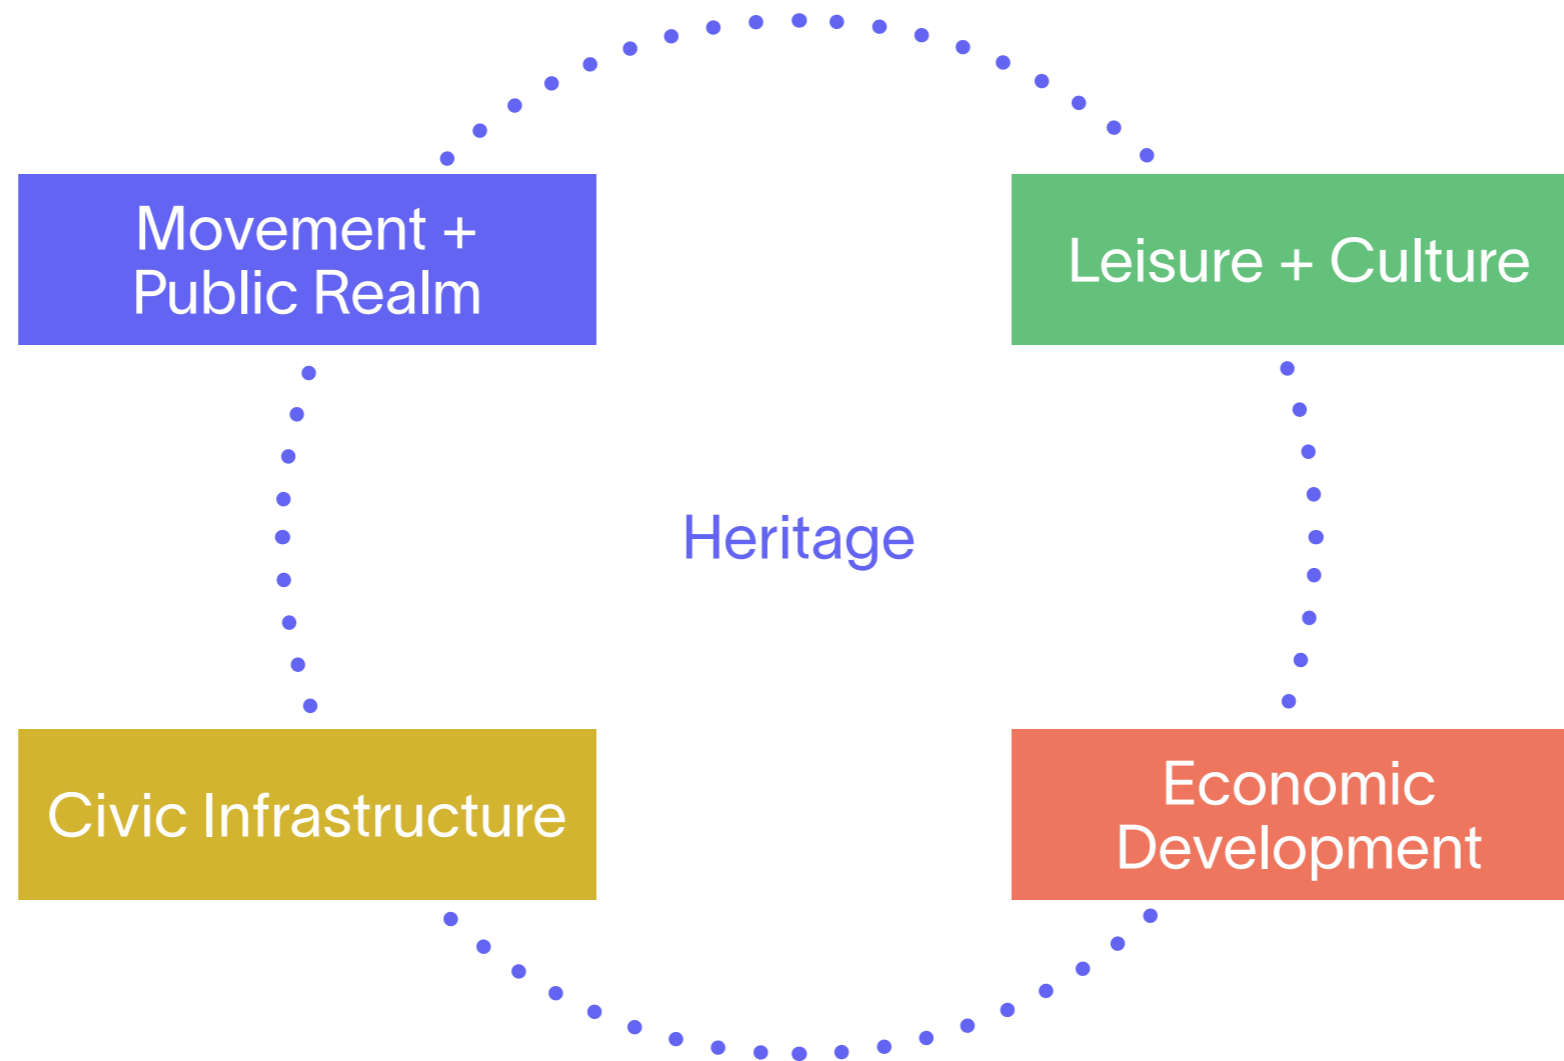 Movement +
Public Realm
Leisure + Culture
Heritage
Civic Infrastructure
Economic
Development